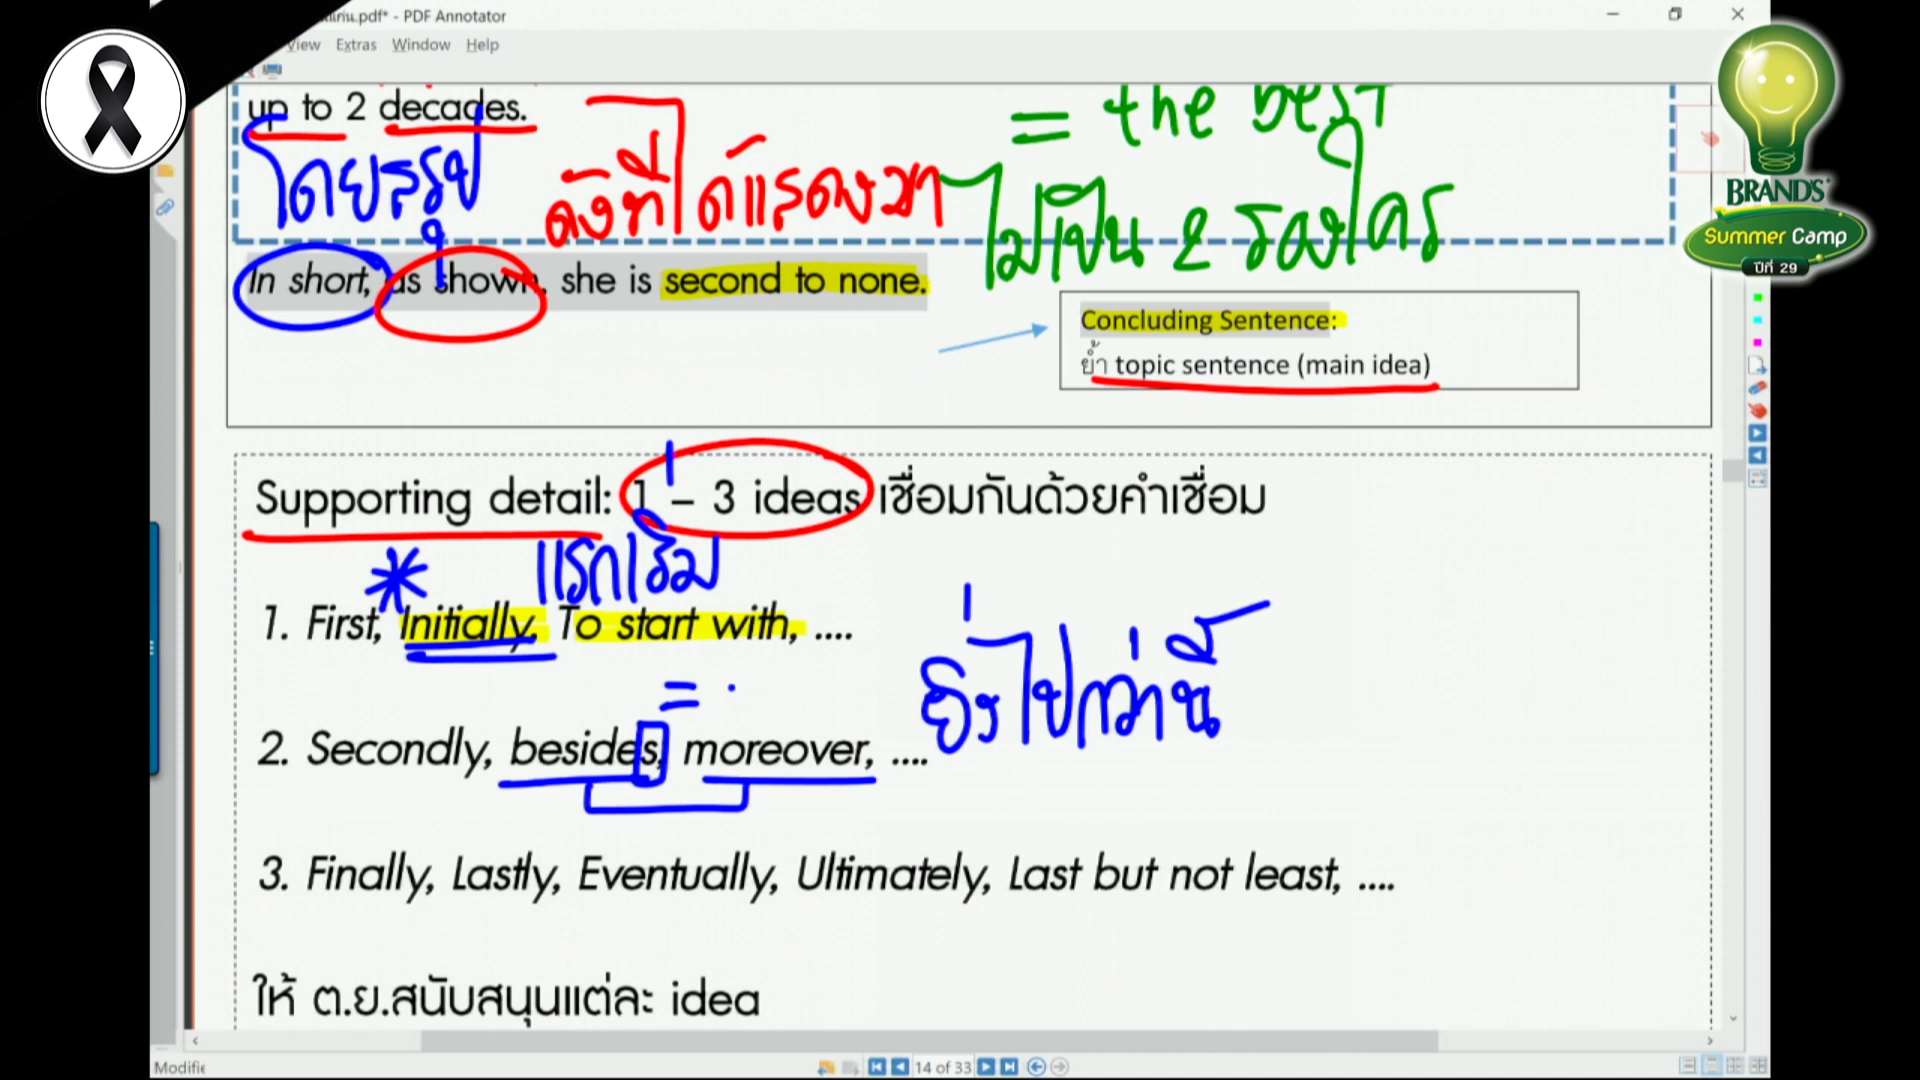 แก่น.pdf* - PDF Annotator
View Extras Window Help
up to 2 decades.
= the best
โดยสรุป
ดังที่ได้แสดงมา
ไม่เป็น 2 รองใคร
In short, as shown, she is second to none.
Concluding Sentence:
ย้ำ topic sentence (main idea)
Supporting detail: 1 – 3 ideas เชื่อมกันด้วยคำเชื่อม
* แรกเริ่ม
1. First, Initially, To start with, ....
= .
ยิ่งไปกว่านี้
2. Secondly, besides, moreover, ....
3. Finally, Lastly, Eventually, Ultimately, Last but not least, ....
ให้ ต.ย.สนับสนุนแต่ละ idea
Modifie
14 of 33
BRAND'S
Summer Camp
ปีที่ 29